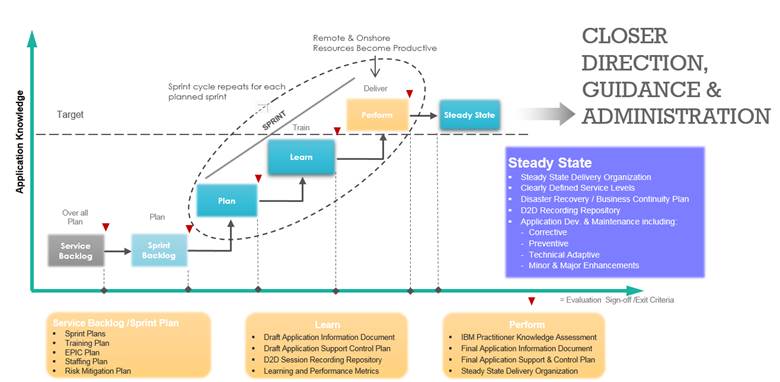 Remote & Onshore
Resources Become Productive
CLOSER
DIRECTION,
GUIDANCE &
ADMINISTRATION
Sprint cycle repeats for each
planned sprint
Deliver
Application Knowledge
Target
SPRINT
Train
Perform
Steady State
Learn
Plan
Over all
Plan
Plan
Service
Backlog
Sprint
Backlog
Steady State
• Steady State Delivery Organization
• Clearly Defined Service Levels
• Disaster Recovery / Business Continuity Plan
• D2D Recording Repository
• Application Dev. & Maintenance including:
- Corrective
- Preventive
- Technical Adaptive
- Minor & Major Enhancements
= Evaluation Sign-off /Exit Criteria
Service Backlog /Sprint Plan
• Sprint Plans
• Training Plan
• EPIC Plan
• Staffing Plan
• Risk Mitigation Plan
Learn
• Draft Application Information Document
• Draft Application Support Control Plan
• D2D Session Recording Repository
• Learning and Performance Metrics
Perform
• IBM Practitioner Knowledge Assessment
• Final Application Information Document
• Final Application Support & Control Plan
• Steady State Delivery Organization